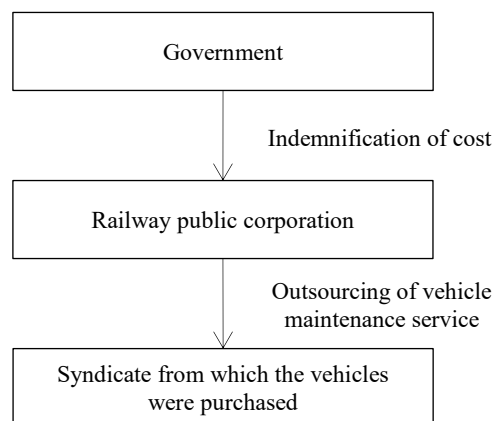 Government
Indemnification of cost
Railway public corporation
Outsourcing of vehicle
maintenance service
Syndicate from which the vehicles
were purchased